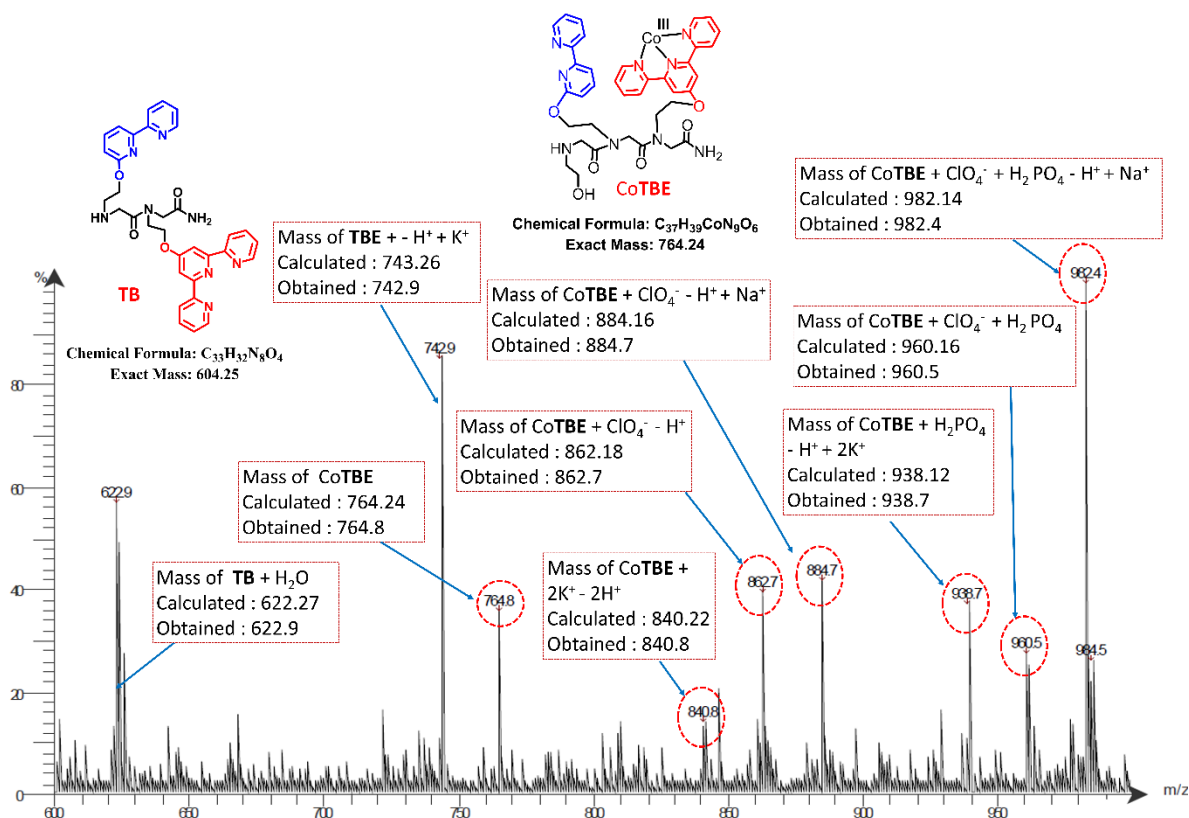 III
Co
N
N
N
N
N
O
O
N
N
HN
O
O
NH₂
OH
CoTBE
Chemical Formula: C₃₇H₃₉CoN₉O₆
Exact Mass: 764.24
N
N
O
O
HN
N
NH₂
O
O
N
N
N
TB
Chemical Formula: C₃₃H₃₂N₈O₄
Exact Mass: 604.25
Mass of TBE + - H⁺ + K⁺
Calculated : 743.26
Obtained : 742.9
Mass of CoTBE + ClO₄⁻ + H₂PO₄ - H⁺ + Na⁺
Calculated : 982.14
Obtained : 982.4
Mass of CoTBE + ClO₄⁻ - H⁺ + Na⁺
Calculated : 884.16
Obtained : 884.7
Mass of CoTBE + ClO₄⁻ + H₂PO₄
Calculated : 960.16
Obtained : 960.5
Mass of CoTBE + ClO₄⁻ - H⁺
Calculated : 862.18
Obtained : 862.7
Mass of CoTBE + H₂PO₄
- H⁺ + 2K⁺
Calculated : 938.12
Obtained : 938.7
Mass of CoTBE
Calculated : 764.24
Obtained : 764.8
Mass of TB + H₂O
Calculated : 622.27
Obtained : 622.9
Mass of CoTBE +
2K⁺ - 2H⁺
Calculated : 840.22
Obtained : 840.8
%
80
60
40
20
0
622.9
742.9
764.8
840.8
862.7
884.7
938.7
960.5
982.4
984.5
600
650
700
750
800
850
900
950
m/z